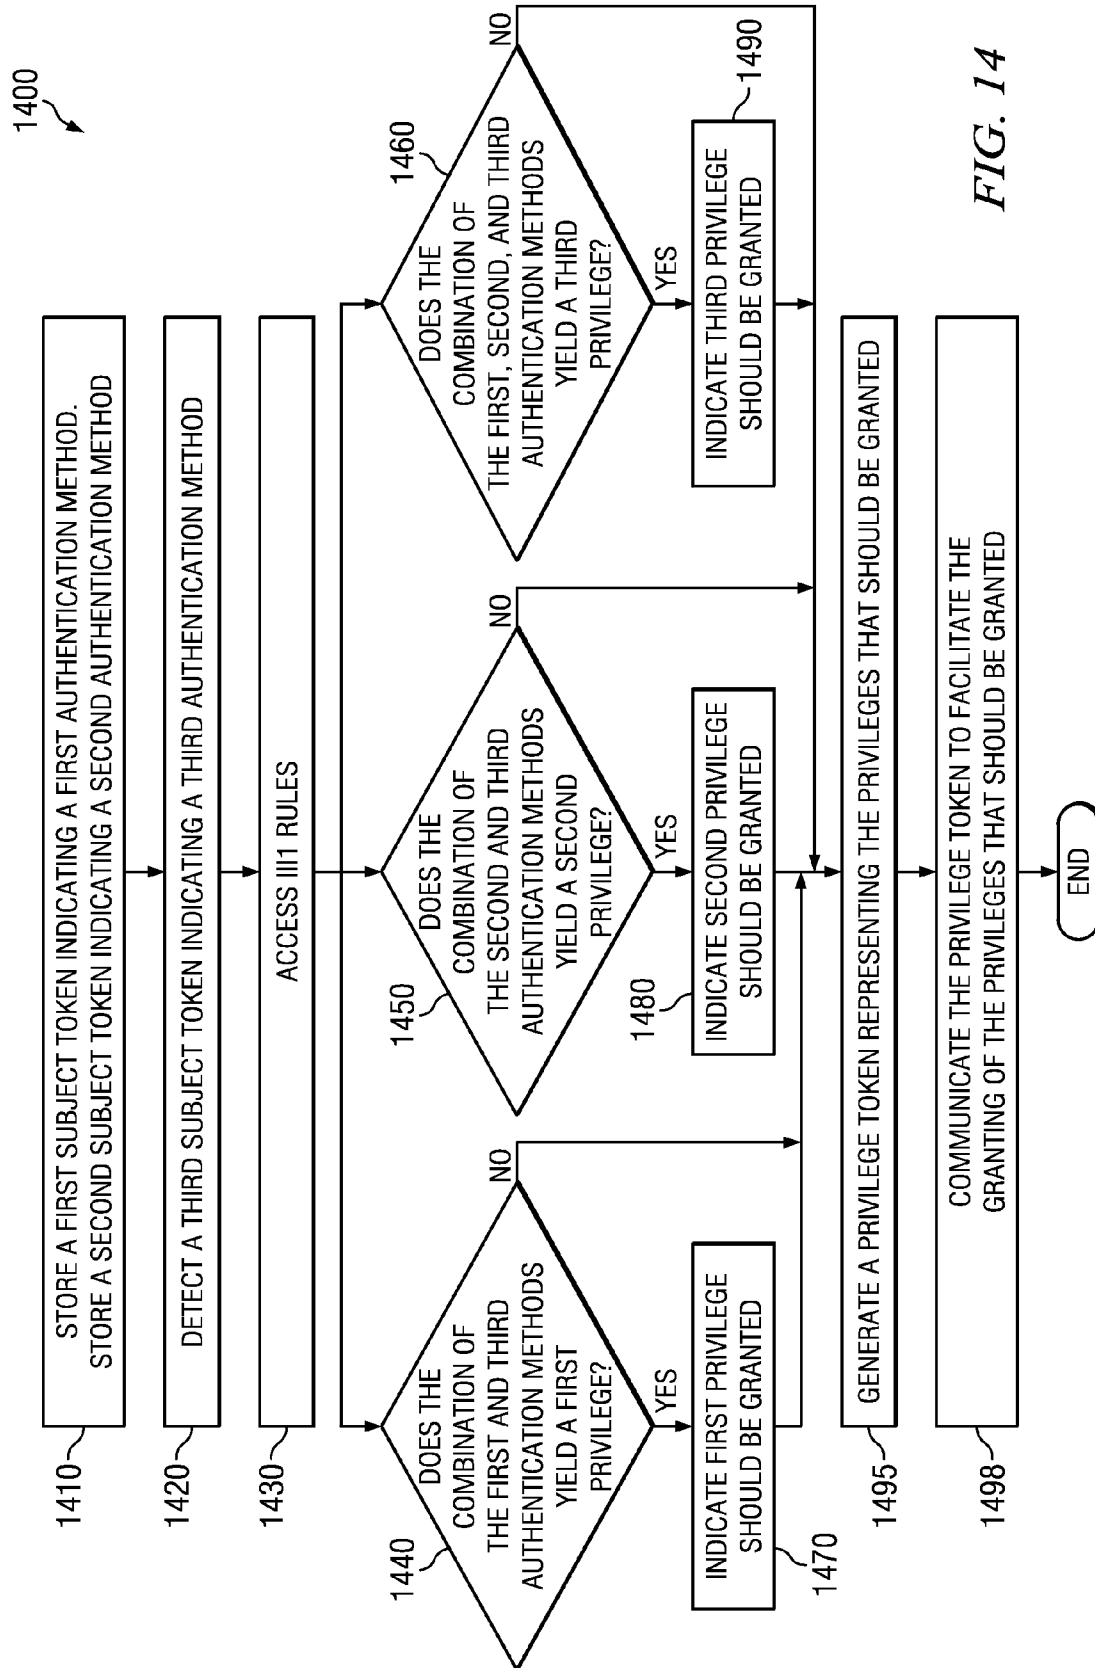 1400
1410
STORE A FIRST SUBJECT TOKEN INDICATING A FIRST AUTHENTICATION METHOD.
STORE A SECOND SUBJECT TOKEN INDICATING A SECOND AUTHENTICATION METHOD
1420
DETECT A THIRD SUBJECT TOKEN INDICATING A THIRD AUTHENTICATION METHOD
1430
ACCESS III1 RULES
1440
DOES THE
COMBINATION OF
THE FIRST AND THIRD
AUTHENTICATION METHODS
YIELD A FIRST
PRIVILEGE?
NO
YES
1450
DOES THE
COMBINATION OF
THE SECOND AND THIRD
AUTHENTICATION METHODS
YIELD A SECOND
PRIVILEGE?
NO
YES
1460
DOES THE
COMBINATION OF
THE FIRST, SECOND, AND THIRD
AUTHENTICATION METHODS
YIELD A THIRD
PRIVILEGE?
NO
YES
INDICATE FIRST PRIVILEGE
SHOULD BE GRANTED
1470
1480
INDICATE SECOND PRIVILEGE
SHOULD BE GRANTED
INDICATE THIRD PRIVILEGE
SHOULD BE GRANTED
1490
1495
GENERATE A PRIVILEGE TOKEN REPRESENTING THE PRIVILEGES THAT SHOULD BE GRANTED
1498
COMMUNICATE THE PRIVILEGE TOKEN TO FACILITATE THE
GRANTING OF THE PRIVILEGES THAT SHOULD BE GRANTED
END
FIG. 14